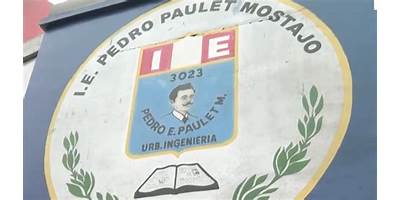 I.E. PEDRO PAULET MOSTAJO
I E
3023
PEDRO E. PAULET M.
URB. INGENIERIA